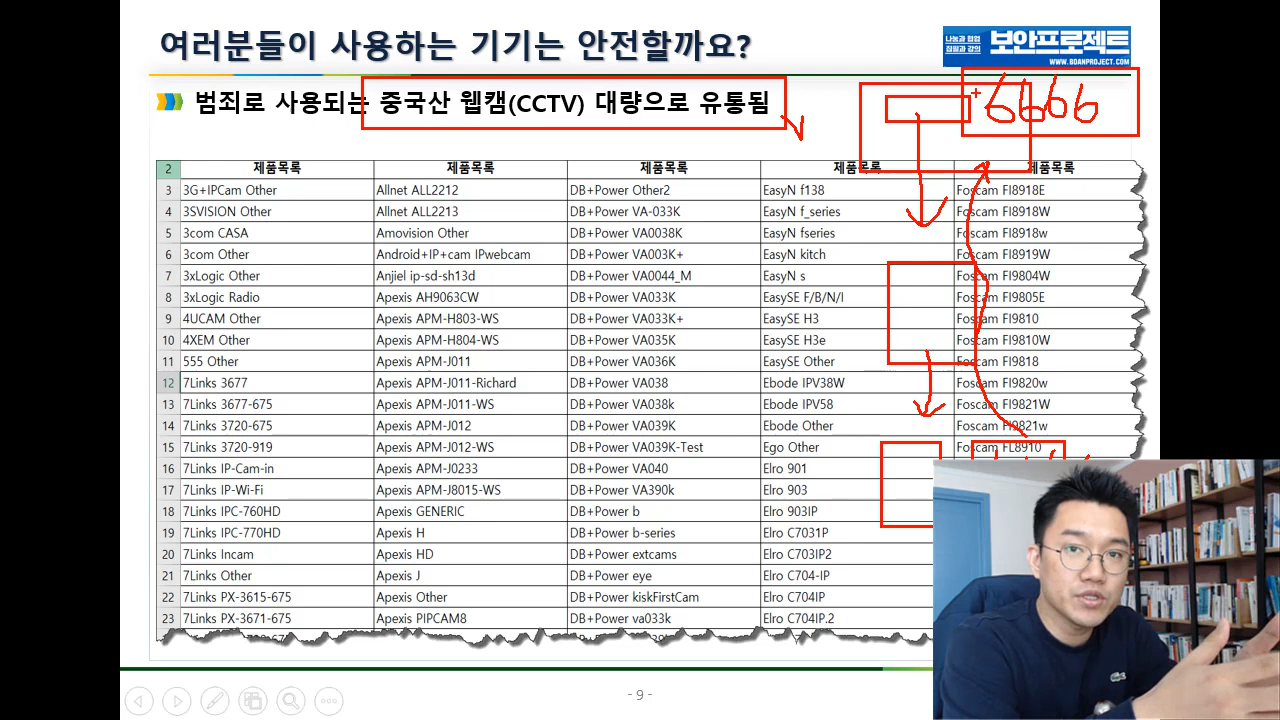 여러분들이 사용하는 기기는 안전할까요?
나눔과 협업
집필과 강의
보안프로젝트
WWW.BOANPROJECT.COM
범죄로 사용되는 중국산 웹캠(CCTV) 대량으로 유통됨
6666
2 제품목록 제품목록 제품목록 제품목록 제품목록
3 3G+IPCam Other Allnet ALL2212 DB+Power Other2 EasyN f138 Foscam FI8918E
4 3SVISION Other Allnet ALL2213 DB+Power VA-033K EasyN f_series Foscam FI8918W
5 3com CASA Amovision Other DB+Power VA0038K EasyN fseries Foscam FI8918w
6 3com Other Android+IP+cam IPwebcam DB+Power VA003K+ EasyN kitch Foscam FI8919W
7 3xLogic Other Anjiel ip-sd-sh13d DB+Power VA0044_M EasyN s Foscam FI9804W
8 3xLogic Radio Apexis AH9063CW DB+Power VA033K EasySE F/B/N/I Foscam FI9805E
9 4UCAM Other Apexis APM-H803-WS DB+Power VA033K+ EasySE H3 Foscam FI9810
10 4XEM Other Apexis APM-H804-WS DB+Power VA035K EasySE H3e Foscam FI9810W
11 555 Other Apexis APM-J011 DB+Power VA036K EasySE Other Foscam FI9818
12 7Links 3677 Apexis APM-J011-Richard DB+Power VA038 Ebode IPV38W Foscam FI9820w
13 7Links 3677-675 Apexis APM-J011-WS DB+Power VA038k Ebode IPV58 Foscam FI9821W
14 7Links 3720-675 Apexis APM-J012 DB+Power VA039K Ebode Other Foscam FI9821w
15 7Links 3720-919 Apexis APM-J012-WS DB+Power VA039K-Test Ego Other Foscam FL8910
16 7Links IP-Cam-in Apexis APM-J0233 DB+Power VA040 Elro 901
17 7Links IP-Wi-Fi Apexis APM-J8015-WS DB+Power VA390k Elro 903
18 7Links IPC-760HD Apexis GENERIC DB+Power b Elro 903IP
19 7Links IPC-770HD Apexis H DB+Power b-series Elro C7031P
20 7Links Incam Apexis HD DB+Power extcams Elro C703IP2
21 7Links Other Apexis J DB+Power eye Elro C704-IP
22 7Links PX-3615-675 Apexis Other DB+Power kiskFirstCam Elro C704IP
23 7Links PX-3671-675 Apexis PIPCAM8 DB+Power va033k Elro C704IP.2
- 9 -